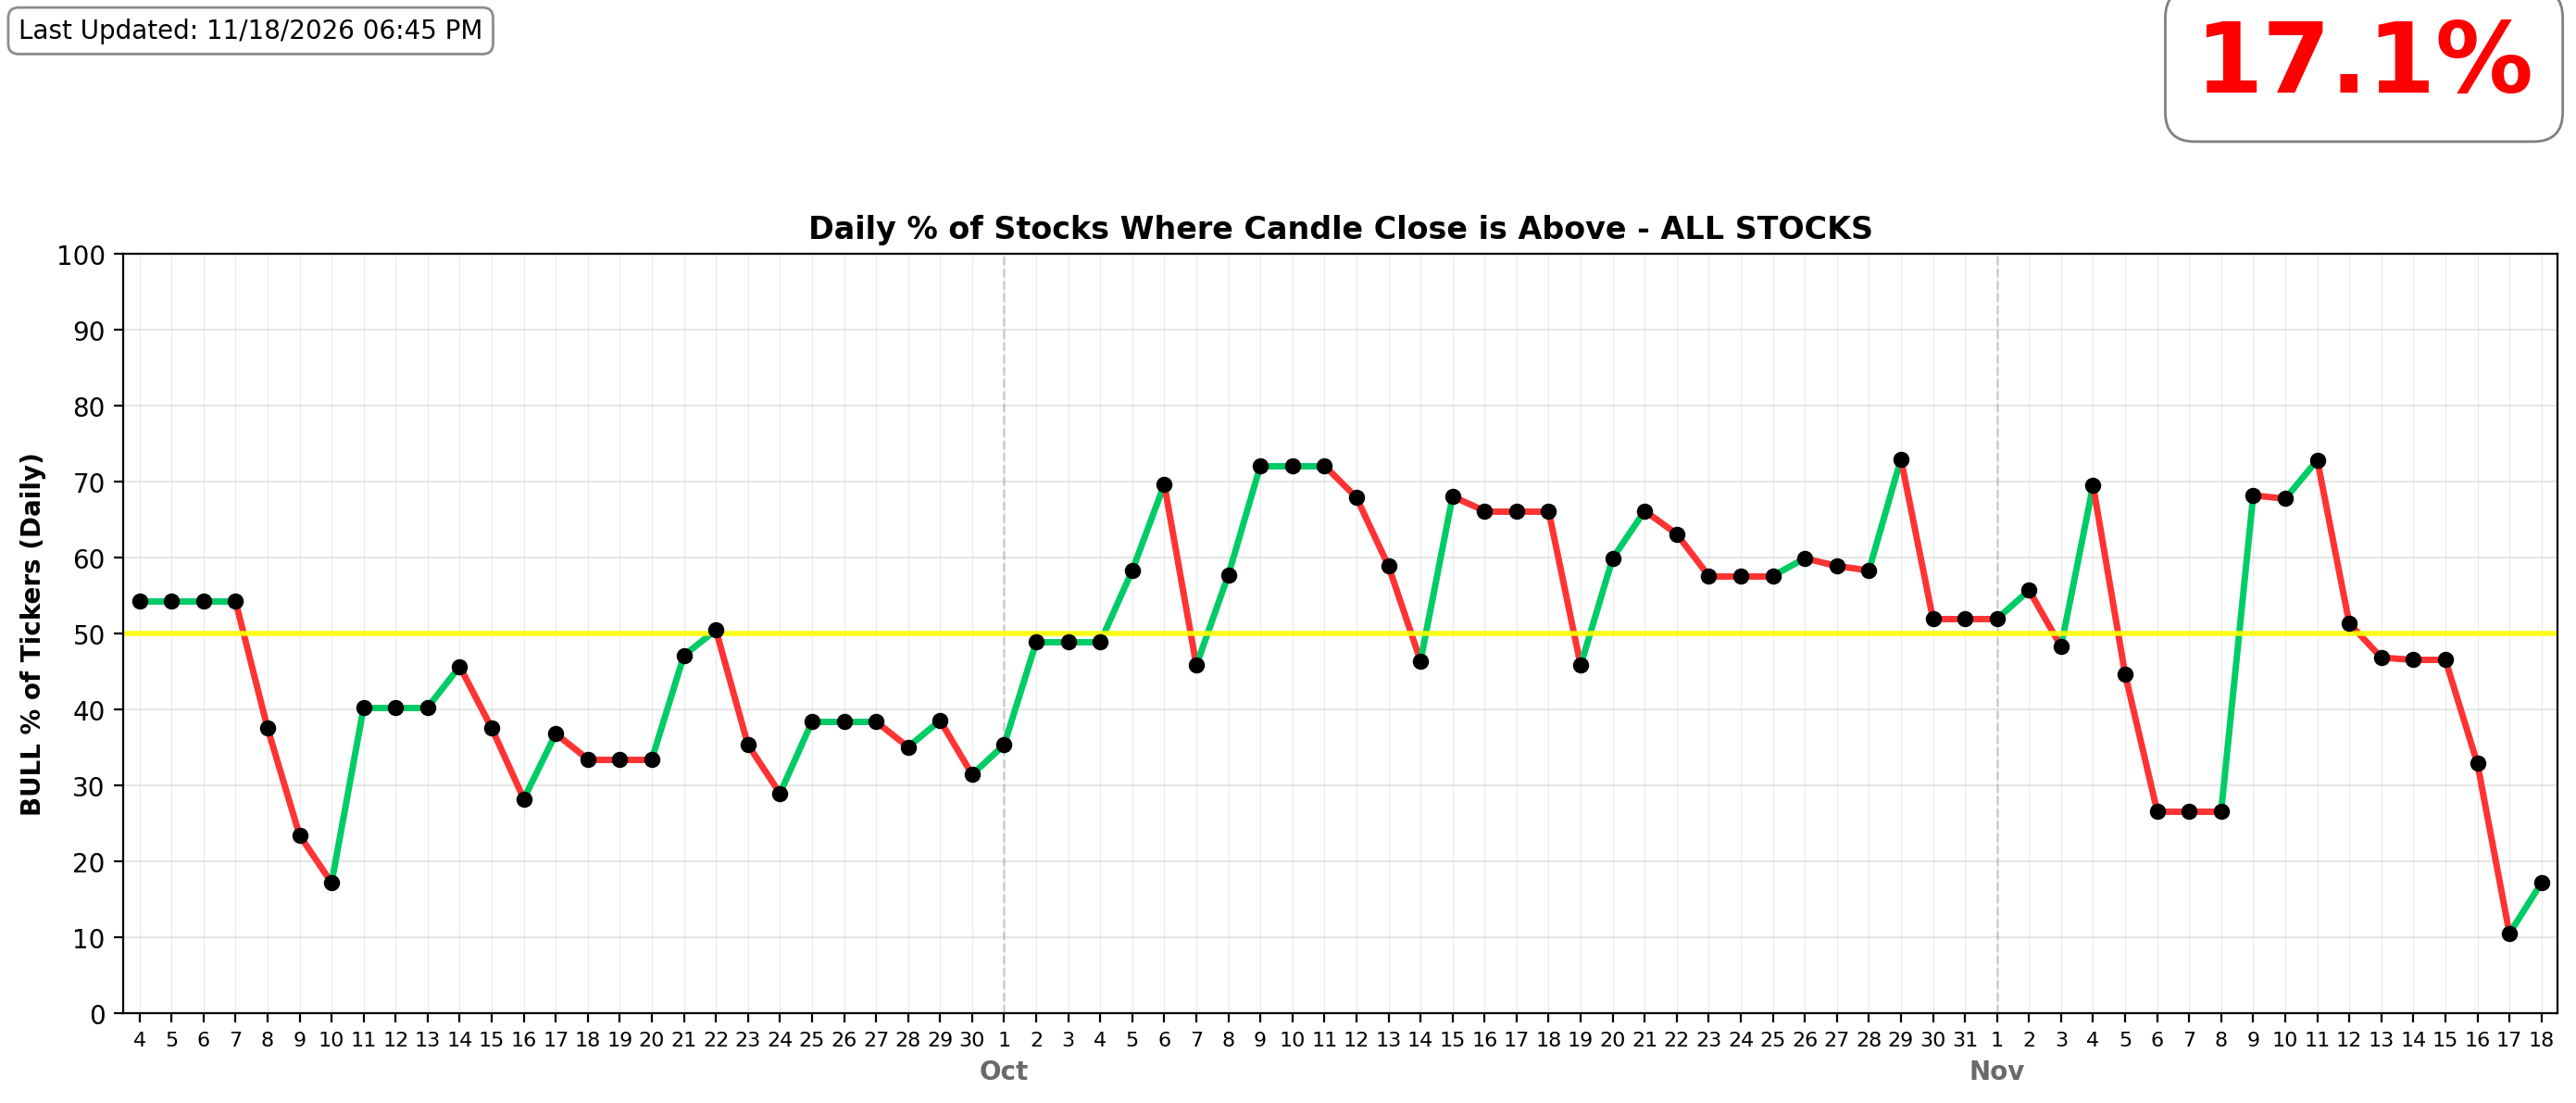 Last Updated: 11/18/2026 06:45 PM
17.1%
Daily % of Stocks Where Candle Close is Above - ALL STOCKS
BULL % of Tickers (Daily)
100
90
80
70
60
50
40
30
20
10
0
4 5 6 7 8 9 10 11 12 13 14 15 16 17 18 19 20 21 22 23 24 25 26 27 28 29 30 1 2 3 4 5 6 7 8 9 10 11 12 13 14 15 16 17 18 19 20 21 22 23 24 25 26 27 28 29 30 31 1 2 3 4 5 6 7 8 9 10 11 12 13 14 15 16 17 18
Oct Nov